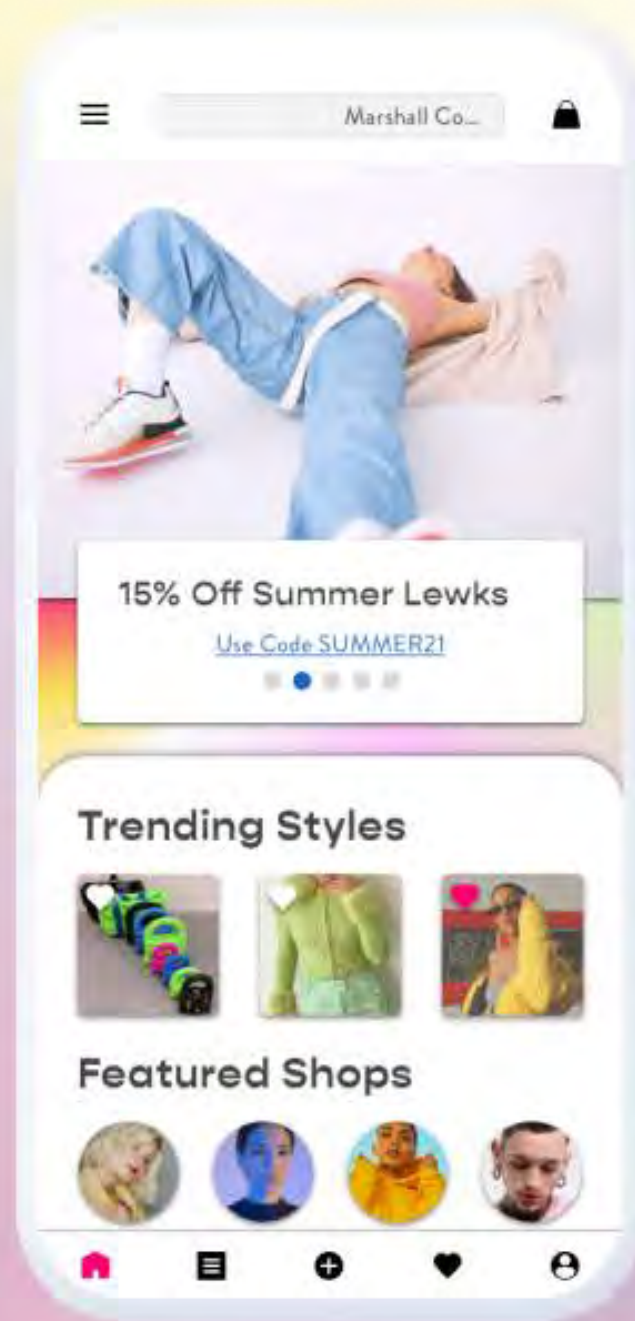 Marshall Co...
15% Off Summer Lewks
Use Code SUMMER21
Trending Styles
Featured Shops